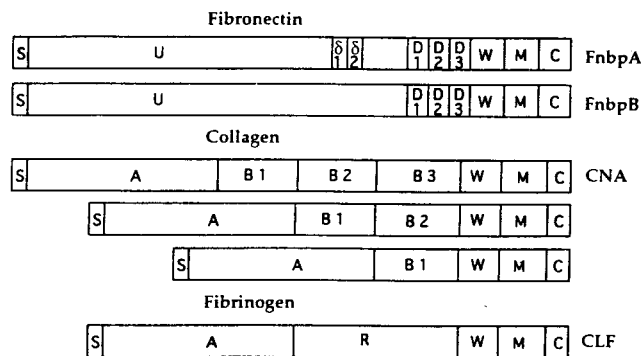 Fibronectin
S U δ1 δ2 D1 D2 D3 W M C FnbpA
S U D1 D2 D3 W M C FnbpB
Collagen
S A B1 B2 B3 W M C CNA
S A B1 B2 W M C
S A B1 W M C
Fibrinogen
S A R W M C CLF